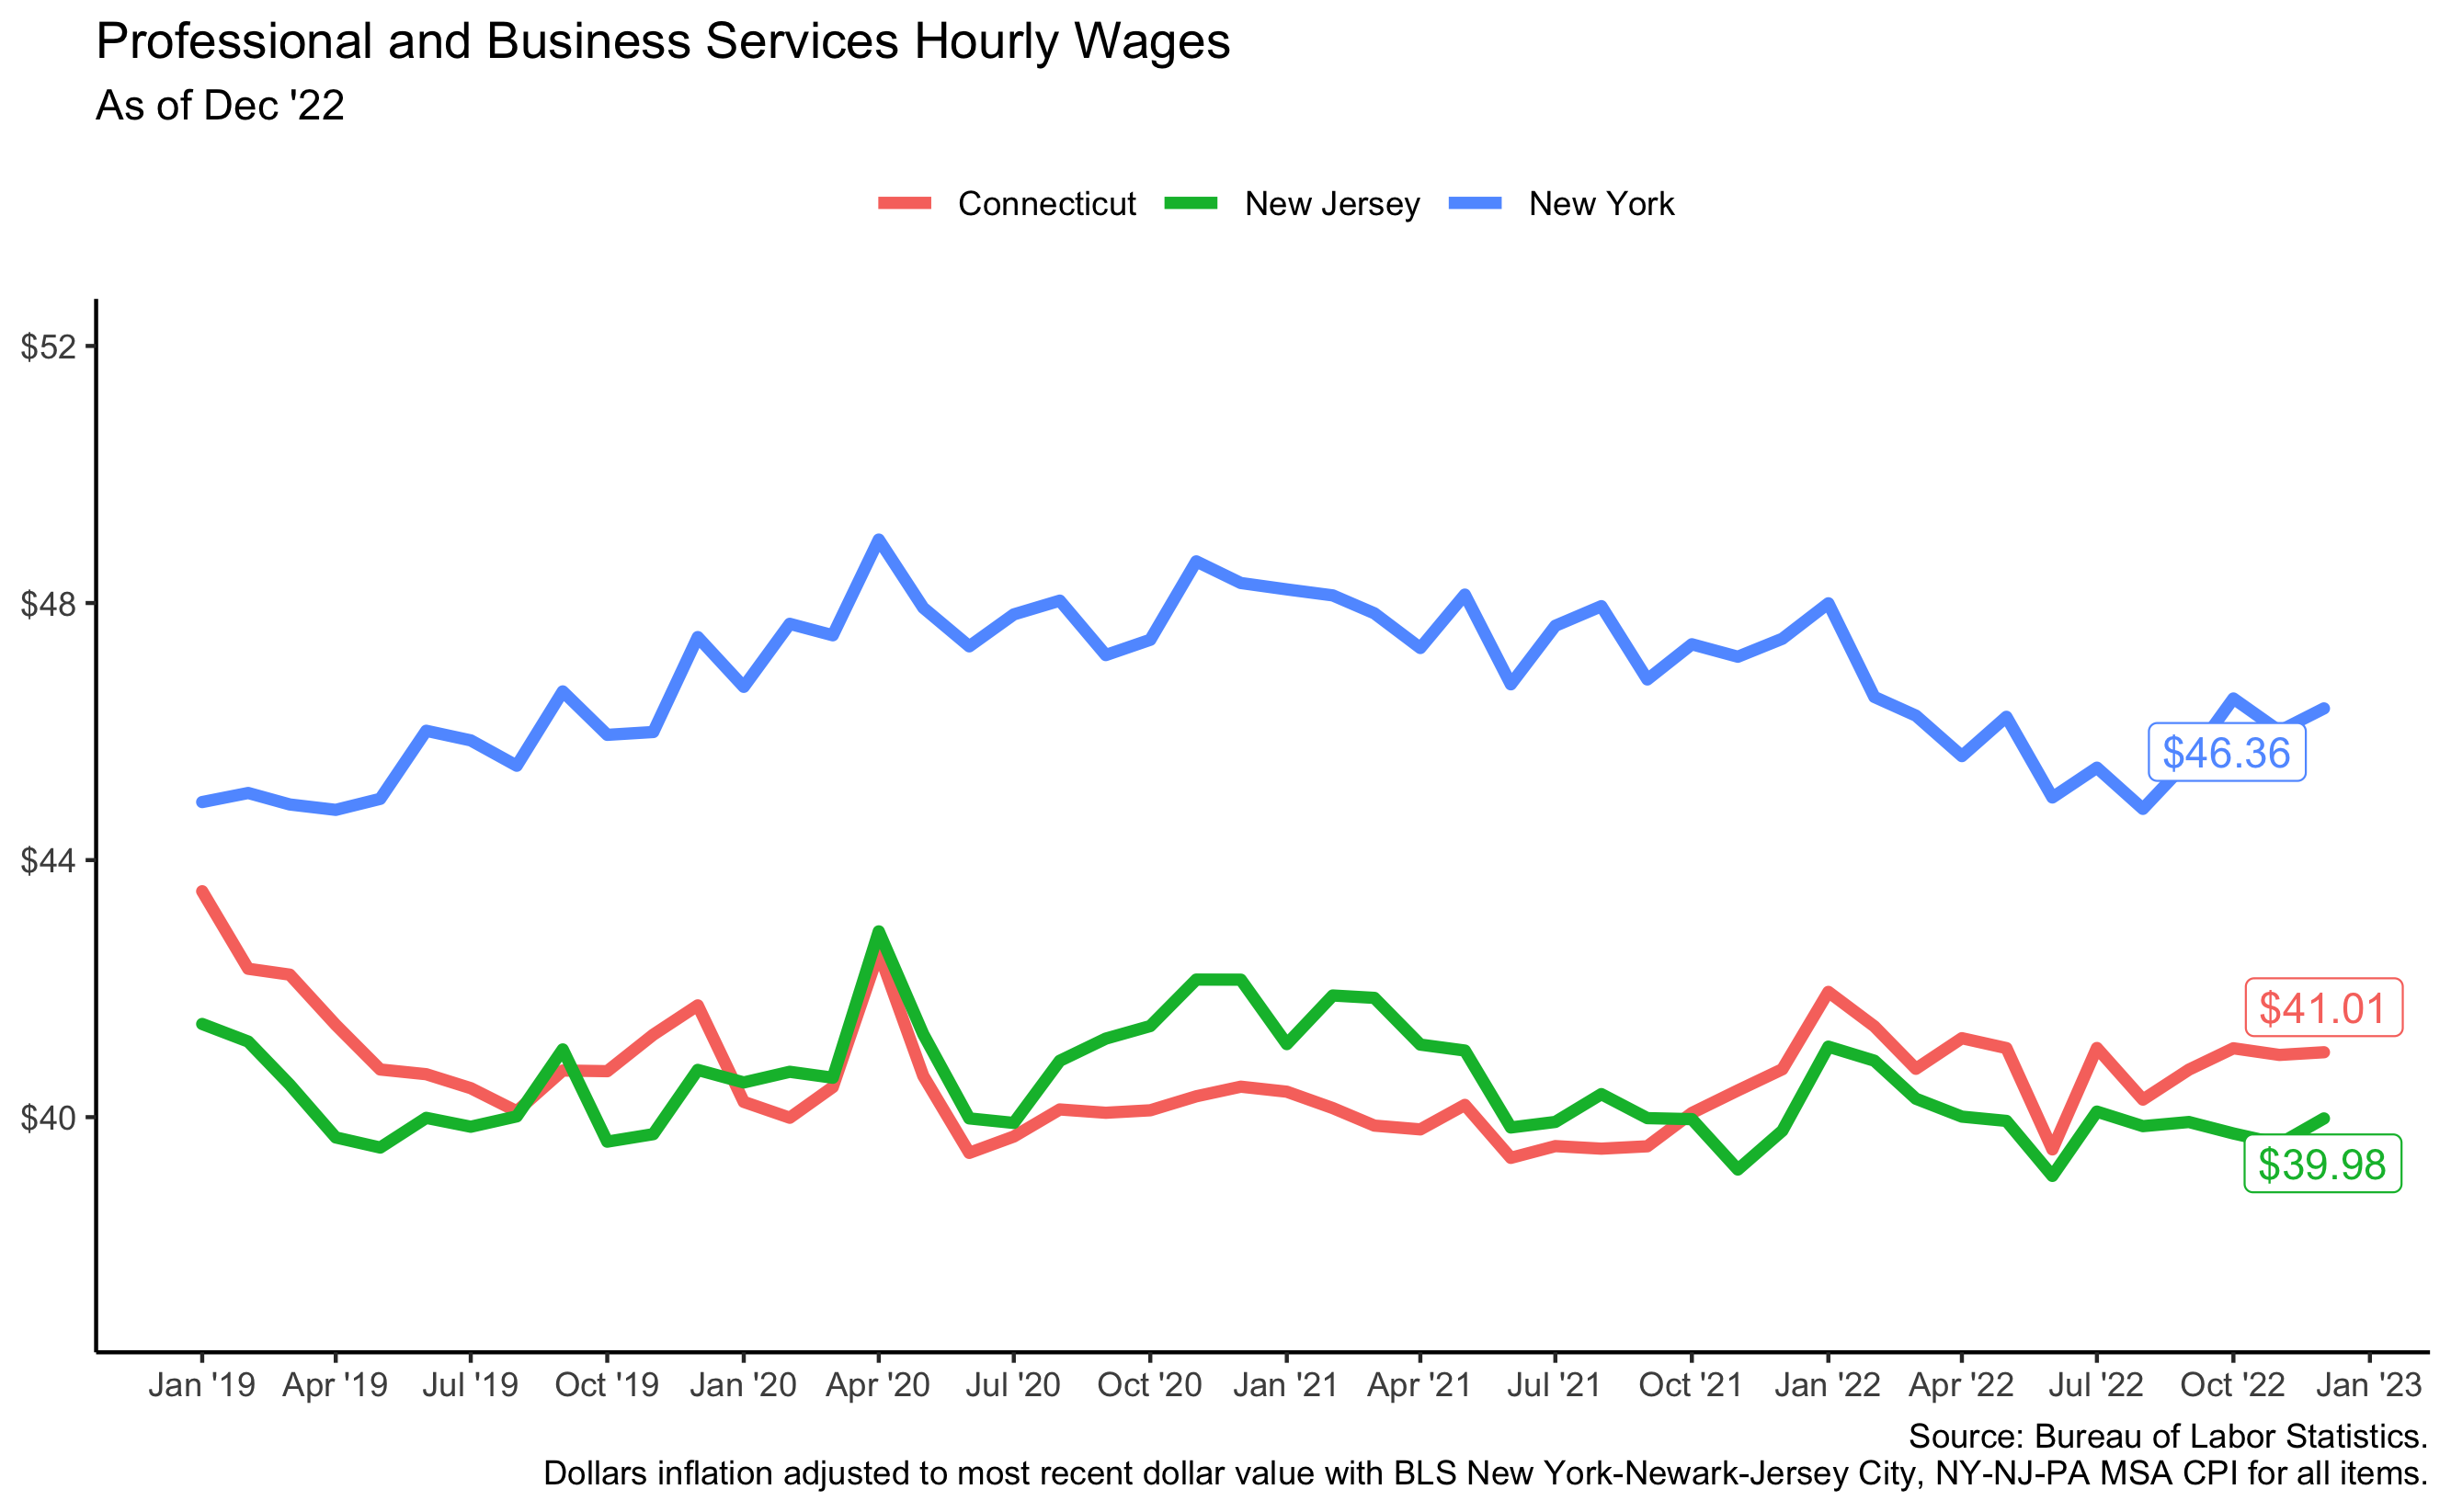 Professional and Business Services Hourly Wages
As of Dec '22
Connecticut New Jersey New York
$52
$48
$46.36
$44
$41.01
$40
$39.98
Jan '19 Apr '19 Jul '19 Oct '19 Jan '20 Apr '20 Jul '20 Oct '20 Jan '21 Apr '21 Jul '21 Oct '21 Jan '22 Apr '22 Jul '22 Oct '22 Jan '23
Source: Bureau of Labor Statistics.
Dollars inflation adjusted to most recent dollar value with BLS New York-Newark-Jersey City, NY-NJ-PA MSA CPI for all items.